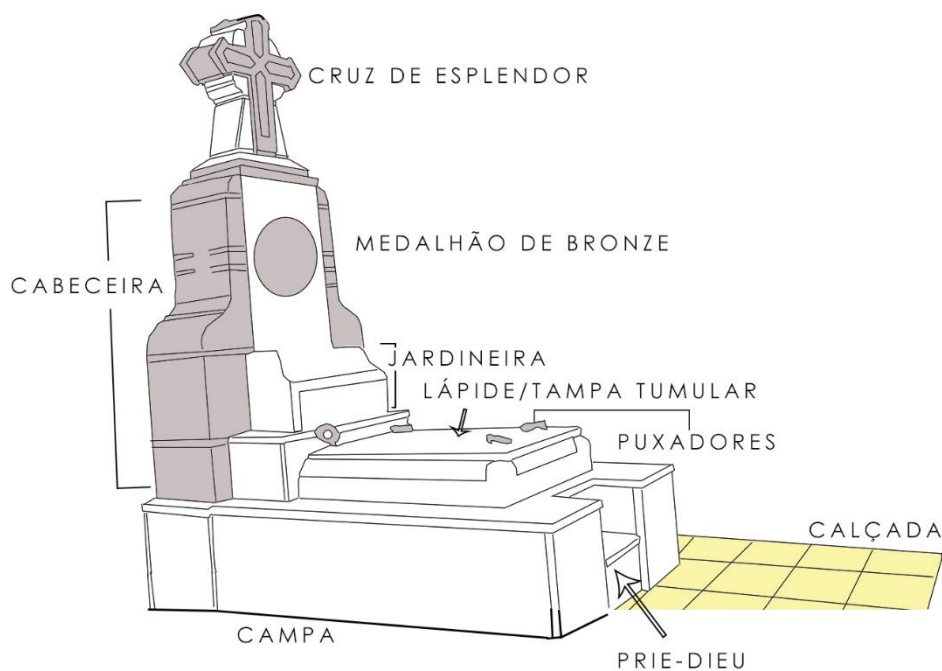 CRUZ DE ESPLENDOR
MEDALHÃO DE BRONZE
CABECEIRA
JARDINEIRA
LÁPIDE/TAMPA TUMULAR
PUXADORES
CALÇADA
CAMPA
PRIE-DIEU